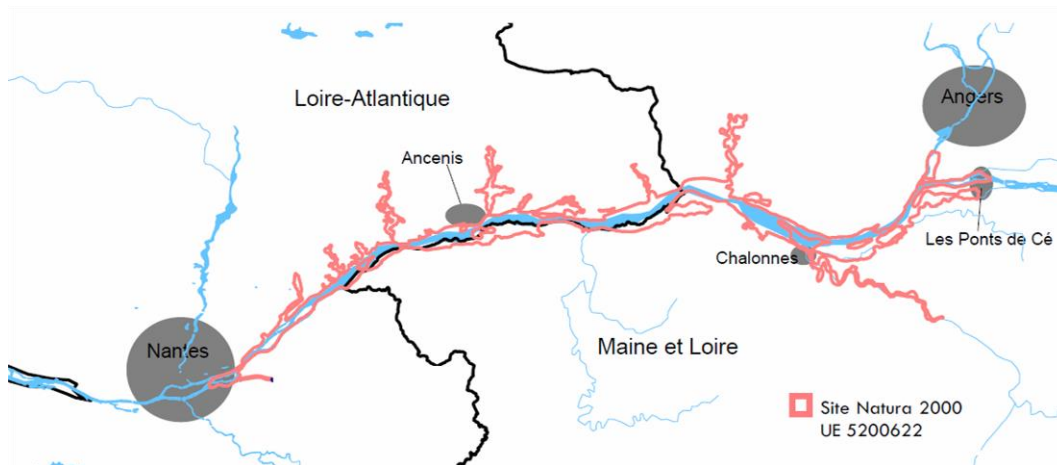 Loire-Atlantique
Angers
Ancenis
Les Ponts de Cé
Chalonnes
Nantes
Maine et Loire
Site Natura 2000
UE 5200622